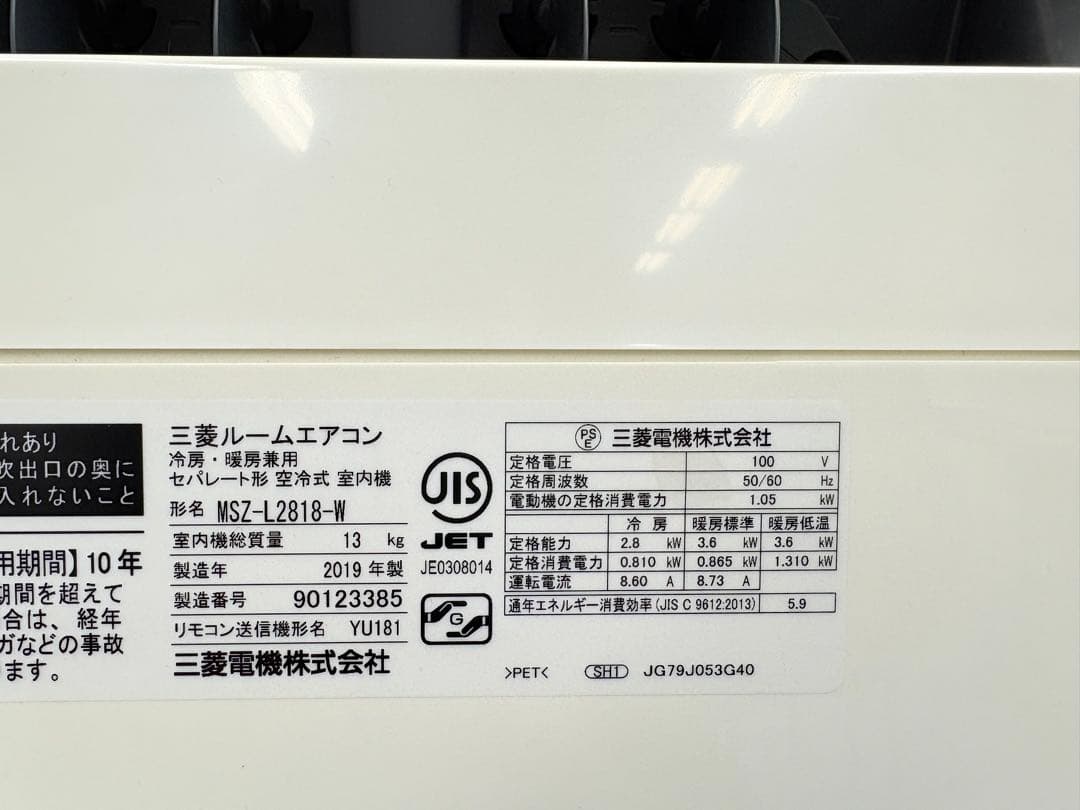 れあり
吹出口の奥に
入れないこと
用期間】10年
期間を超えて
合は、経年
ガなどの事故
ます。
三菱ルームエアコン
冷房・暖房兼用
セパレート形 空冷式 室内機
形名 MSZ-L2818-W
室内機総質量 13 kg
製造年 2019 年製
製造番号 90123385
リモコン送信機形名 YU181
三菱電機株式会社
JIS
JET
JE0308014
G
PSE 三菱電機株式会社
定格電圧 100 V
定格周波数 50/60 Hz
電動機の定格消費電力 1.05 kW
冷房 暖房標準 暖房低温
定格能力 2.8 kW 3.6 kW 3.6 kW
定格消費電力 0.810 kW 0.865 kW 1.310 kW
運転電流 8.60 A 8.73 A
通年エネルギー消費効率(JIS C 9612:2013) 5.9
>PET< SH1 JG79J053G40